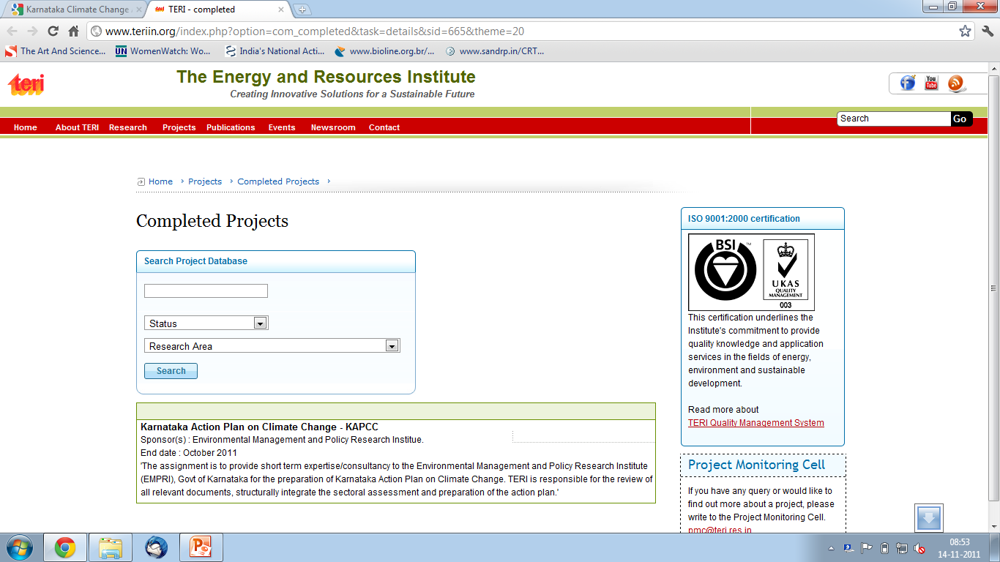 Karnataka Climate Change
TERI - completed
www.teriin.org/index.php?option=com_completed&task=details&sid=665&theme=20
The Art And Science...
UN WomenWatch: Wo...
India's National Acti...
www.bioline.org.br/...
www.sandrp.in/CRT...
teri
The Energy and Resources Institute
Creating Innovative Solutions for a Sustainable Future
You Tube
Search Go
Home About TERI Research Projects Publications Events Newsroom Contact
Home Projects Completed Projects
Completed Projects
Search Project Database
Status
Research Area
Search
Karnataka Action Plan on Climate Change - KAPCC
Sponsor(s) : Environmental Management and Policy Research Institue.
End date : October 2011
'The assignment is to provide short term expertise/consultancy to the Environmental Management and Policy Research Institute
(EMPRI), Govt of Karnataka for the preparation of Karnataka Action Plan on Climate Change. TERI is responsible for the review of
all relevant documents, structurally integrate the sectoral assessment and preparation of the action plan.'
ISO 9001:2000 certification
BSI TM
UKAS
QUALITY
MANAGEMENT
003
This certification underlines the
Institute's commitment to provide
quality knowledge and application
services in the fields of energy,
environment and sustainable
development.
Read more about
TERI Quality Management System
Project Monitoring Cell
If you have any query or would like to
find out more about a project, please
write to the Project Monitoring Cell.
pmc@teri.res.in
08:53
14-11-2011